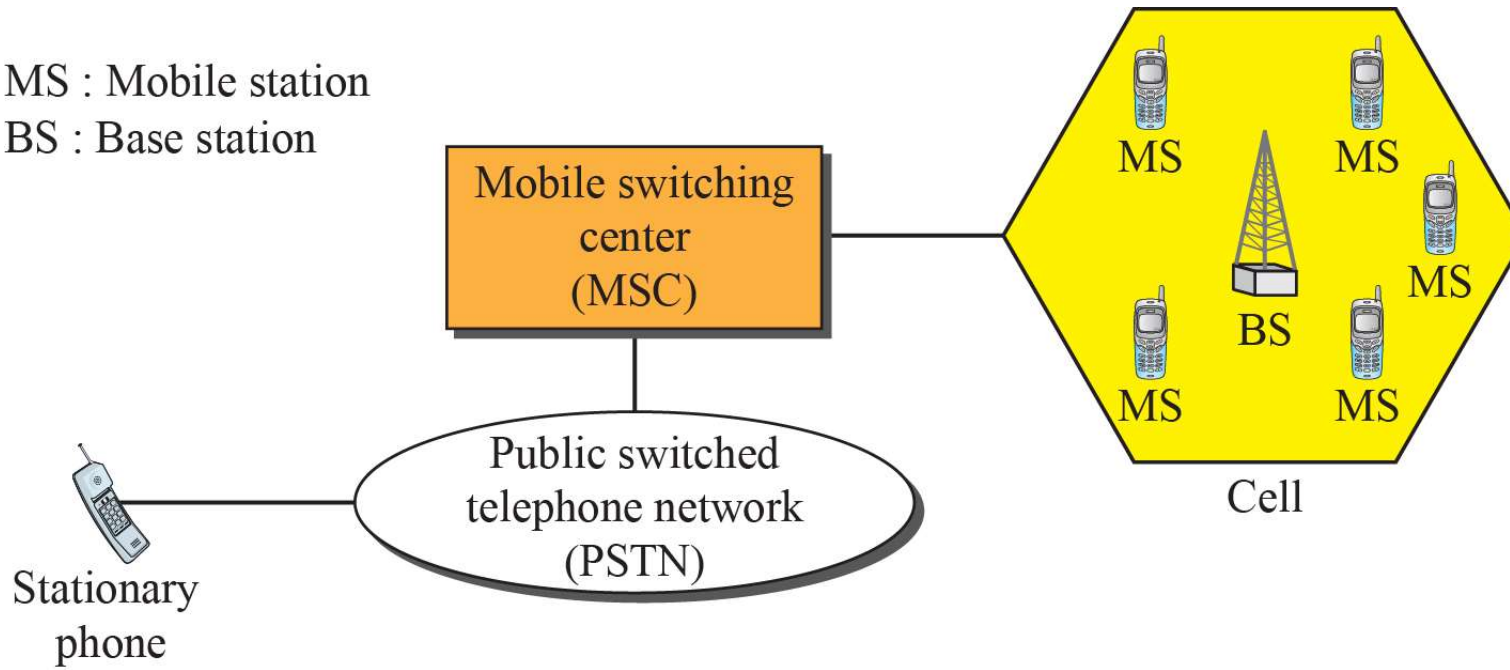 MS : Mobile station
BS : Base station
Mobile switching
center
(MSC)
MS
MS
MS
BS
MS
MS
Cell
Public switched
telephone network
(PSTN)
Stationary
phone